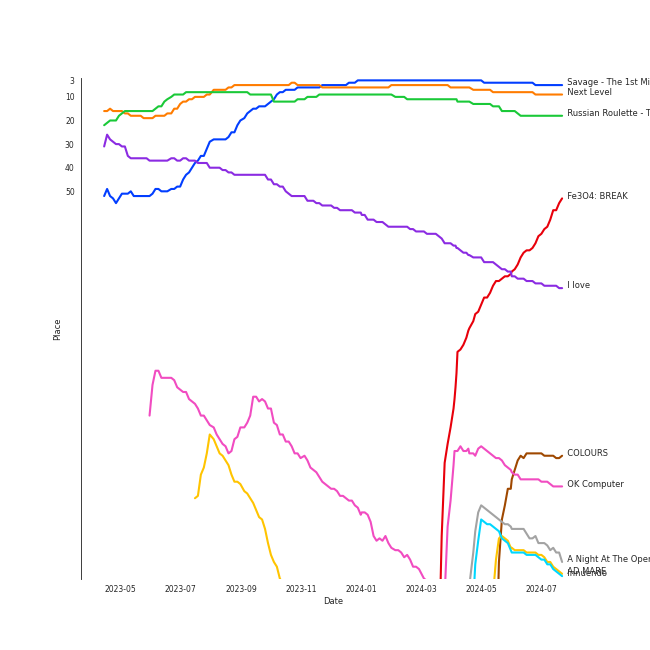 3
10
20
30
40
50
Place
Savage - The 1st Mi
Next Level
Russian Roulette - T
Fe3O4: BREAK
I love
COLOURS
OK Computer
A Night At The Oper
AD MARE
Innuendo
2023-05 2023-07 2023-09 2023-11 2024-01 2024-03 2024-05 2024-07
Date